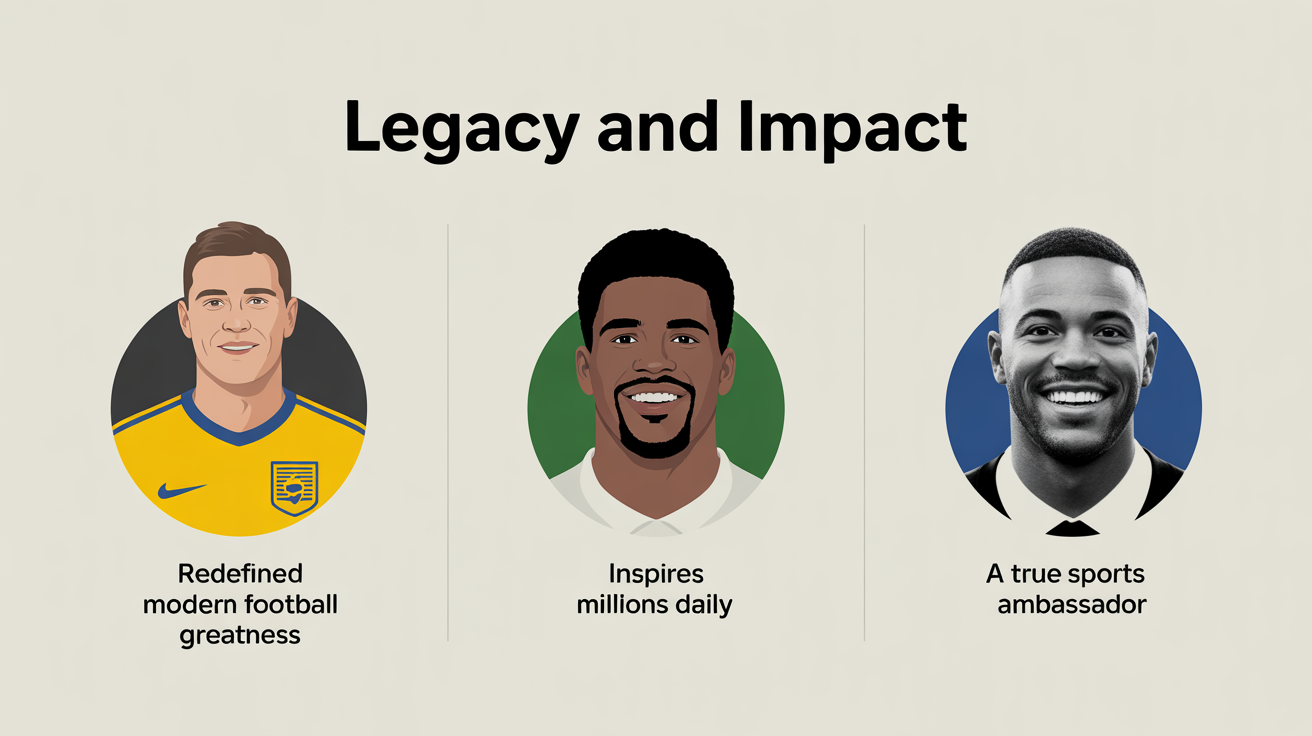 Legacy and Impact
Redefined
modern football
greatness
Inspires
millions daily
A true sports
ambassador